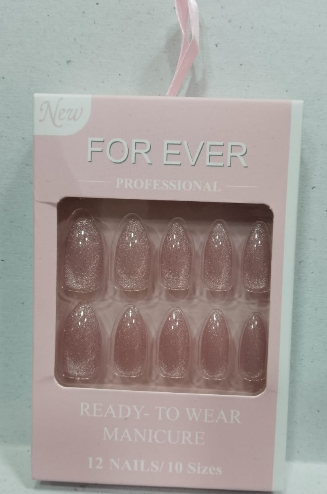 New
FOR EVER
PROFESSIONAL
READY- TO WEAR
MANICURE
12 NAILS/ 10 Sizes